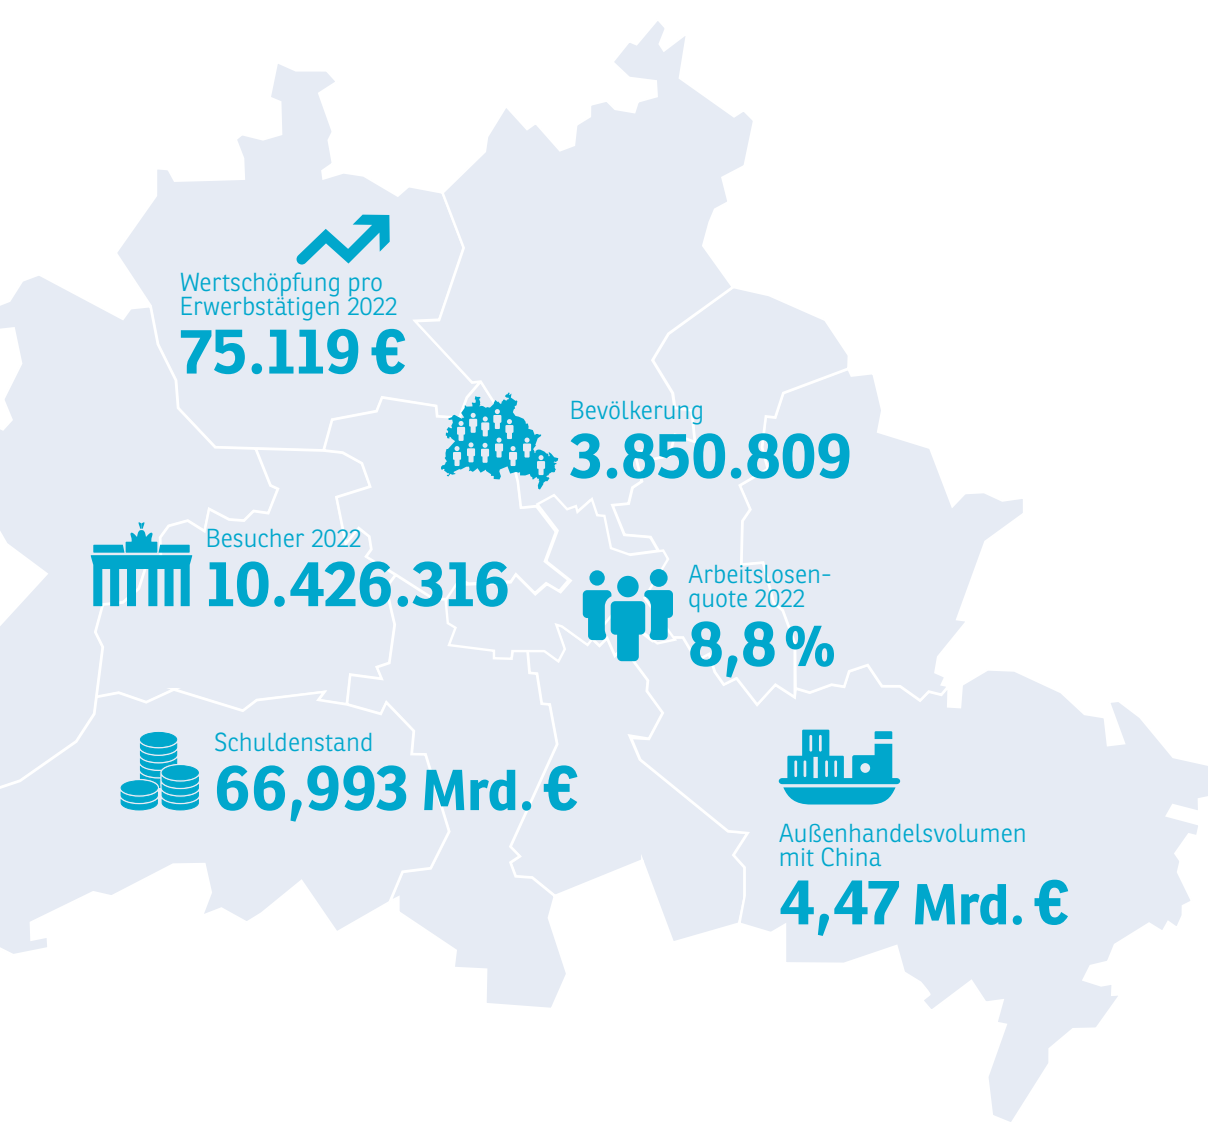 Wertschöpfung pro
Erwerbstätigen 2022
75.119 €
Bevölkerung
3.850.809
Besucher 2022
10.426.316
Arbeitslosen-
quote 2022
8,8 %
Schuldenstand
66,993 Mrd. €
Außenhandelsvolumen
mit China
4,47 Mrd. €